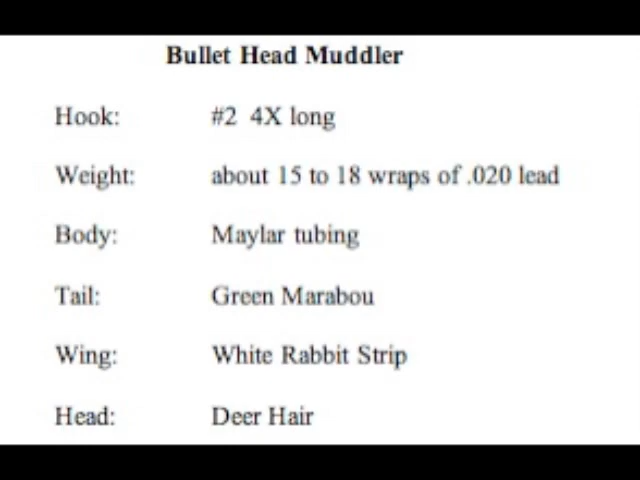 Bullet Head Muddler
Hook: #2 4X long
Weight: about 15 to 18 wraps of .020 lead
Body: Maylar tubing
Tail: Green Marabou
Wing: White Rabbit Strip
Head: Deer Hair